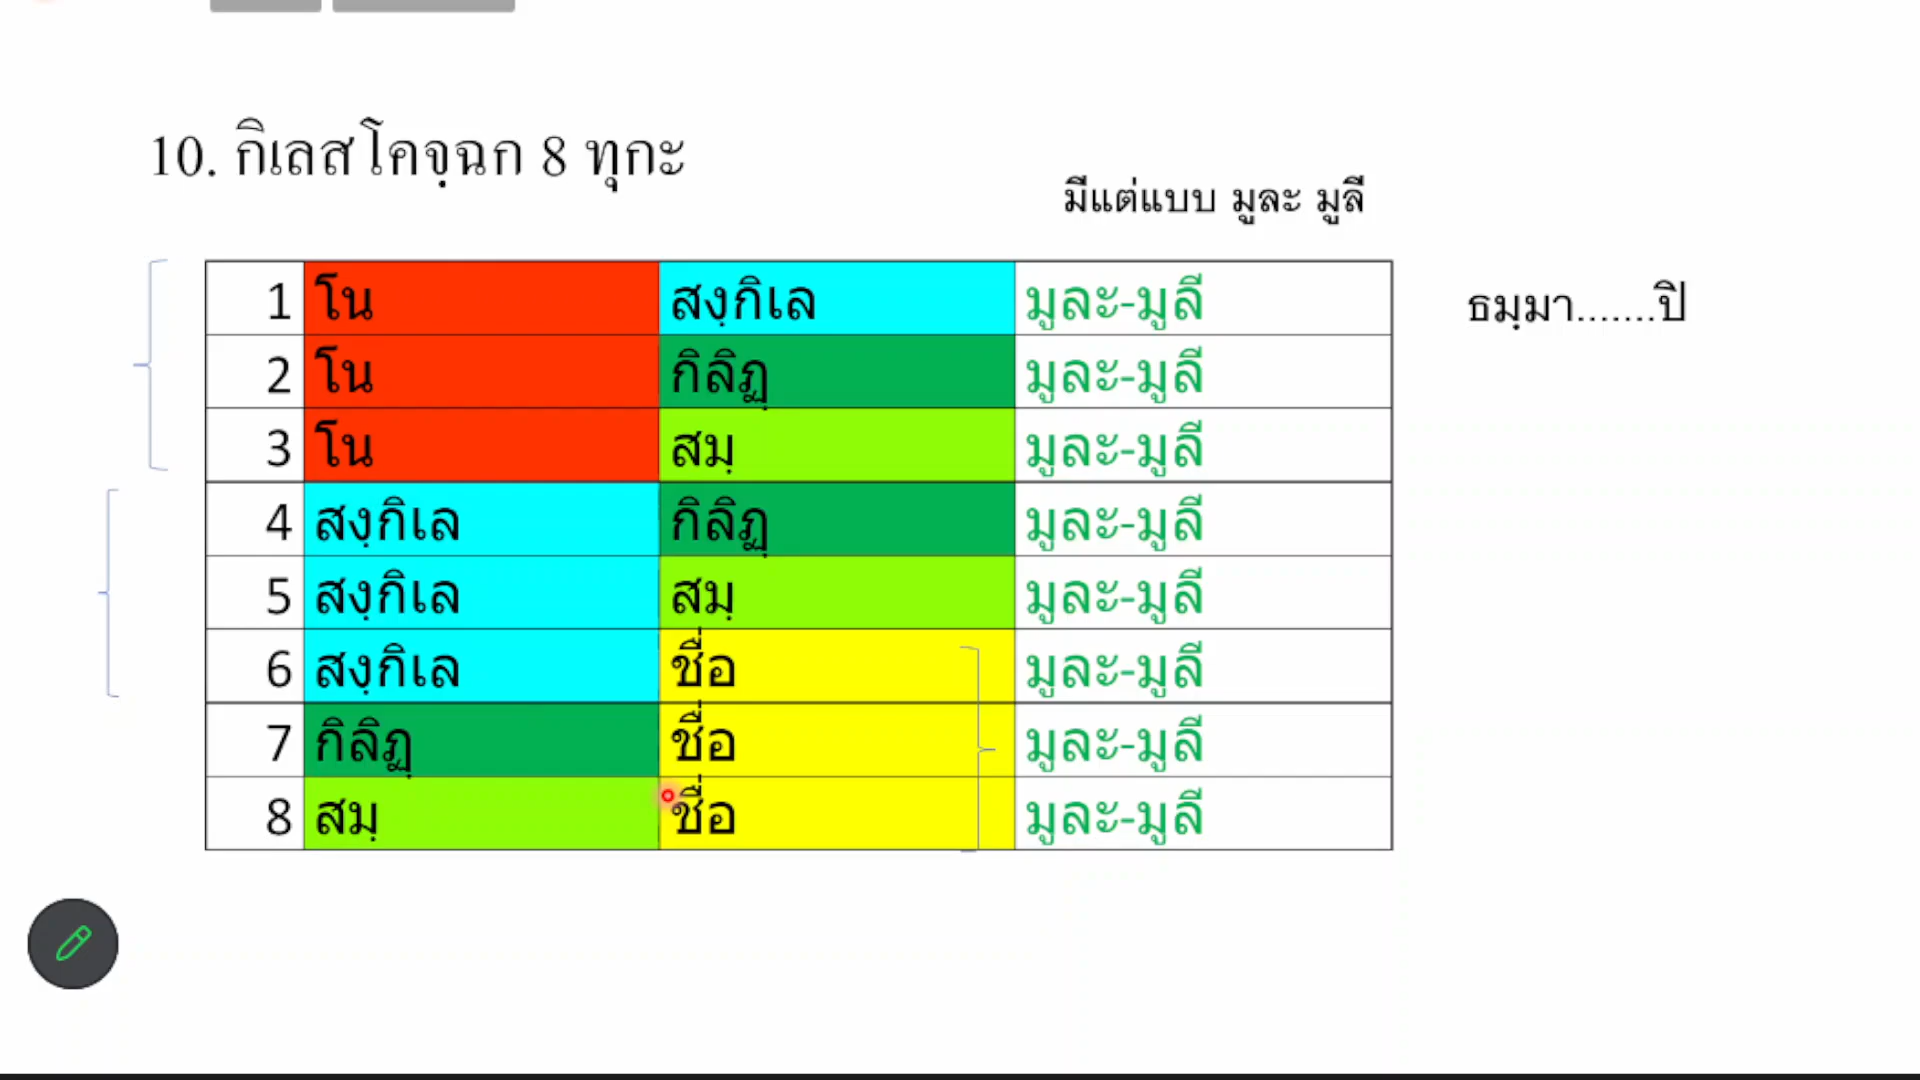 10. กิเลสโคจฺฉก 8 ทุกะ
มีแต่แบบ มูละ มูลี
1 โน สงฺกิเล มูละ-มูลี
ธมฺมา.......ปิ
2 โน กิลิฏฺ มูละ-มูลี
3 โน สมฺ มูละ-มูลี
4 สงฺกิเล กิลิฏฺ มูละ-มูลี
5 สงฺกิเล สมฺ มูละ-มูลี
6 สงฺกิเล ชื่อ มูละ-มูลี
7 กิลิฏฺ ชื่อ มูละ-มูลี
8 สมฺ ชื่อ มูละ-มูลี